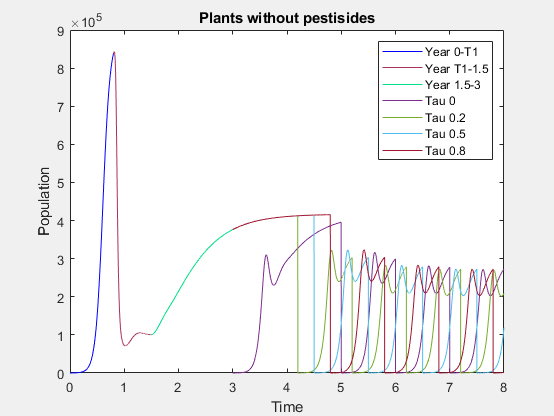 Plants without pestisides
×10⁵
9
8
7
6
5
4
3
2
1
0
Population
0 1 2 3 4 5 6 7 8
Time
Year 0-T1
Year T1-1.5
Year 1.5-3
Tau 0
Tau 0.2
Tau 0.5
Tau 0.8